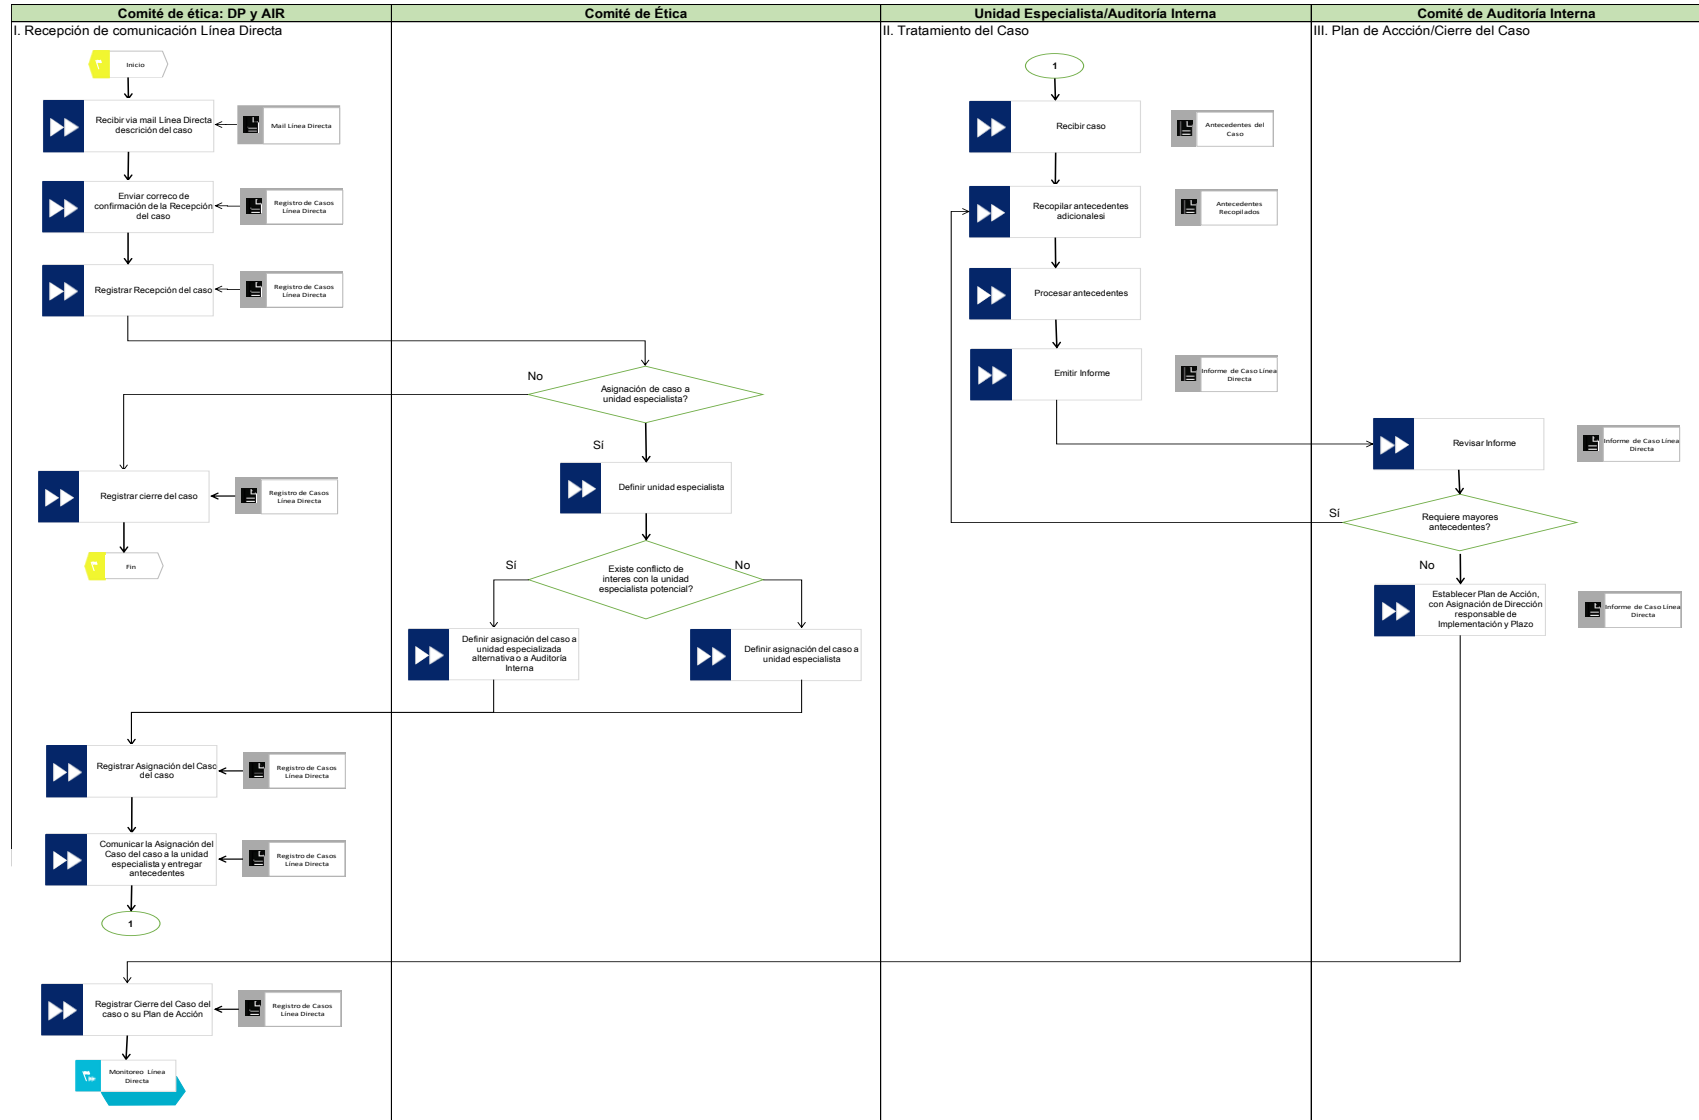 Comité de ética: DP y AIR
Comité de Ética
Unidad Especialista/Auditoría Interna
Comité de Auditoría Interna
I. Recepción de comunicación Línea Directa
II. Tratamiento del Caso
III. Plan de Accción/Cierre del Caso
Inicio
Recibir via mail Línea Directa
descrición del caso
Mail Línea Directa
Enviar correco de
confirmación de la Recepción
del caso
Registro de Casos
Línea Directa
Registrar Recepción del caso
Registro de Casos
Línea Directa
No
Asignación de caso a
unidad especialista?
Sí
Registrar cierre del caso
Registro de Casos
Línea Directa
Fin
Definir unidad especialista
Sí
Existe conflicto de
interes con la unidad
especialista potencial?
No
Definir asignación del caso a
unidad especializada
alternativa o a Auditoría
Interna
Definir asignación del caso a
unidad especialista
Registrar Asignación del Caso
del caso
Registro de Casos
Línea Directa
Comunicar la Asignación del
Caso del caso a la unidad
especialista y entregar
antecedentes
Registro de Casos
Línea Directa
1
1
Recibir caso
Antecedentes del
Caso
Recopilar antecedentes
adicionalesi
Antecedentes
Recopilados
Procesar antecedentes
Emitir Informe
Informe de Caso Línea
Directa
Revisar Informe
Informe de Caso Línea
Directa
Sí
Requiere mayores
antecedentes?
No
Establecer Plan de Acción,
con Asignación de Dirección
responsable de
Implementación y Plazo
Informe de Caso Línea
Directa
Registrar Cierre del Caso del
caso o su Plan de Acción
Registro de Casos
Línea Directa
Monitoreo Línea
Directa